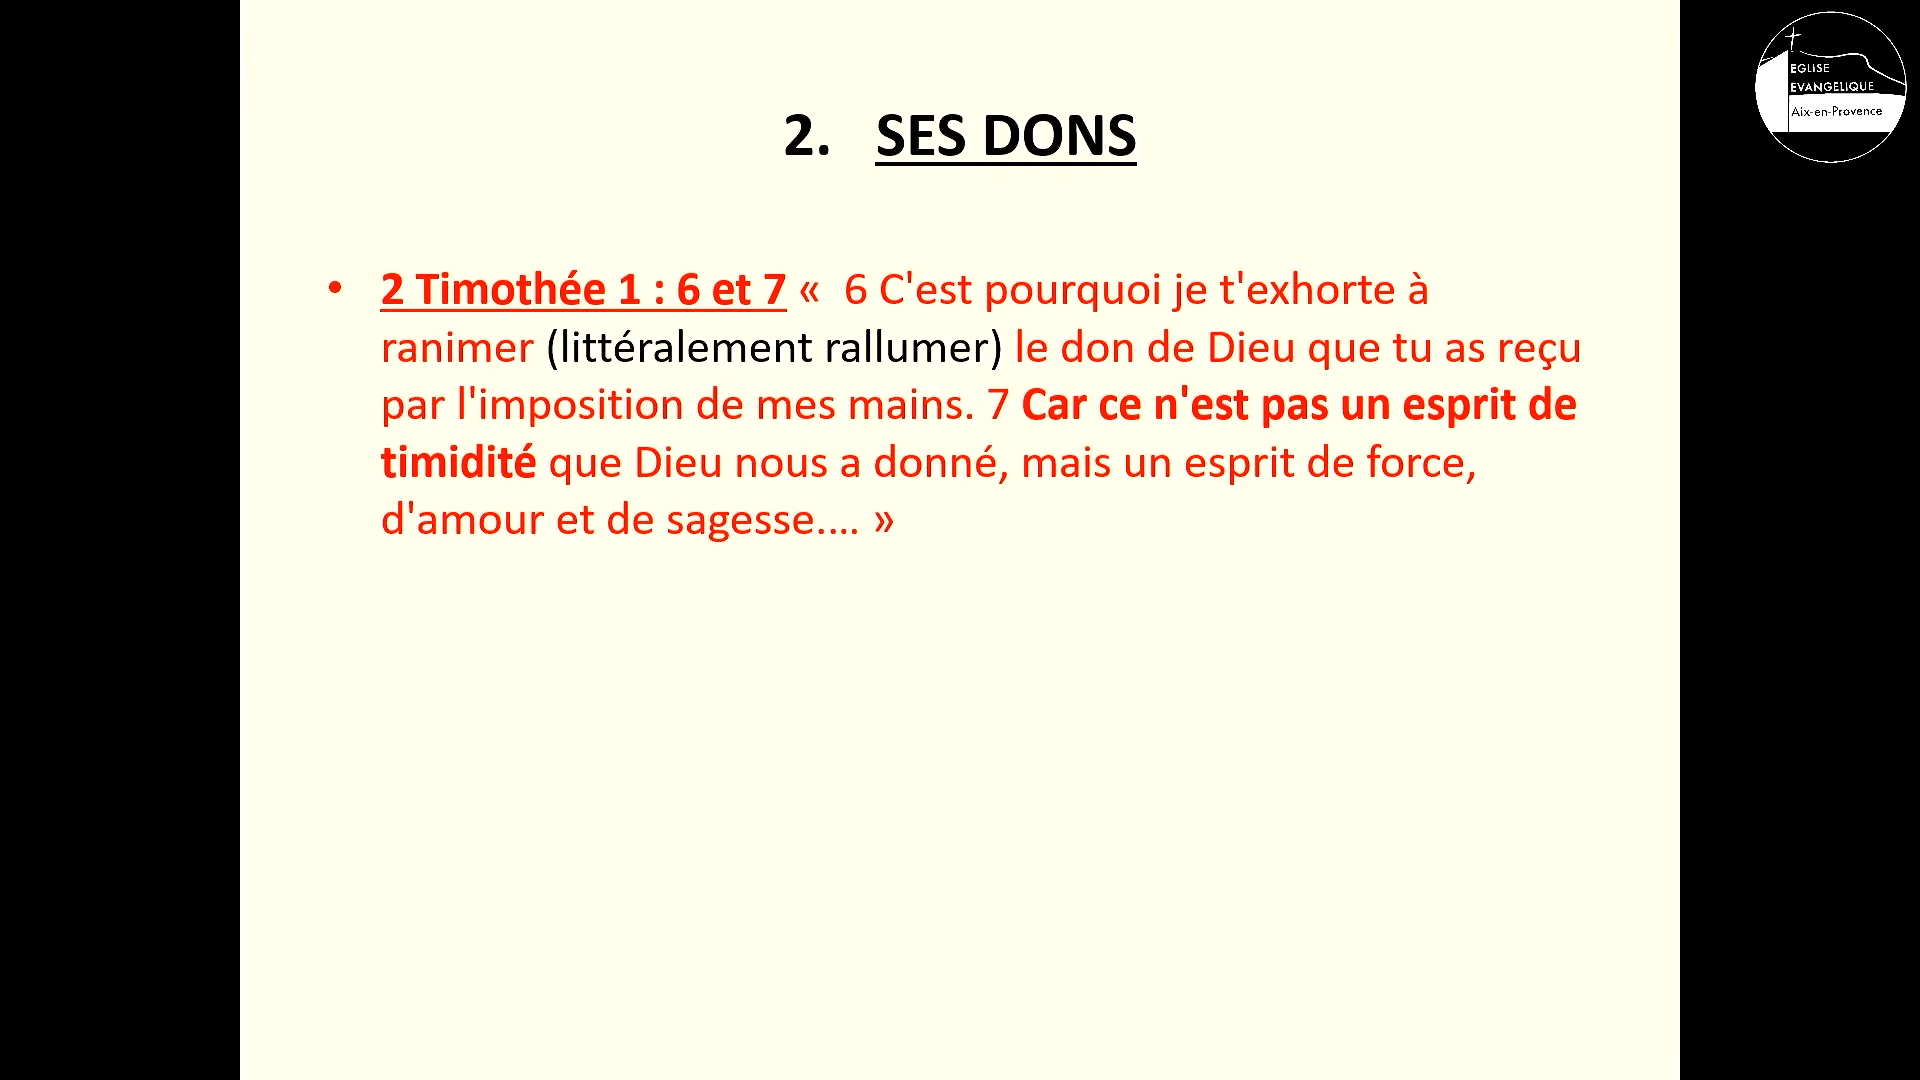 EGLISE
EVANGELIQUE
Aix-en-Provence
2. SES DONS
• 2 Timothée 1 : 6 et 7 «  6 C'est pourquoi je t'exhorte à
ranimer (littéralement rallumer) le don de Dieu que tu as reçu
par l'imposition de mes mains. 7 Car ce n'est pas un esprit de
timidité que Dieu nous a donné, mais un esprit de force,
d'amour et de sagesse.... »